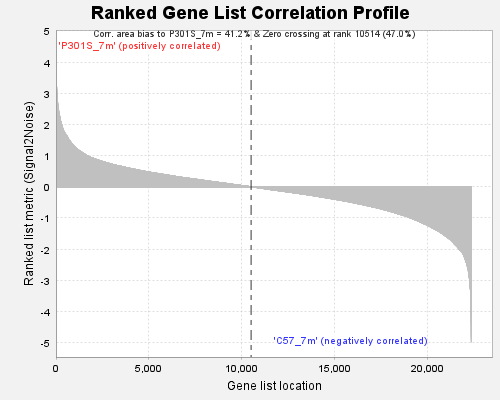 Ranked Gene List Correlation Profile
Corr. area bias to P301S_7m = 41.2% & Zero crossing at rank 10514 (47.0%)
'P301S_7m' (positively correlated)
5
4
3
2
1
0
-1
-2
-3
-4
-5
Ranked list metric (Signal2Noise)
'C57_7m' (negatively correlated)
0 5,000 10,000 15,000 20,000
Gene list location